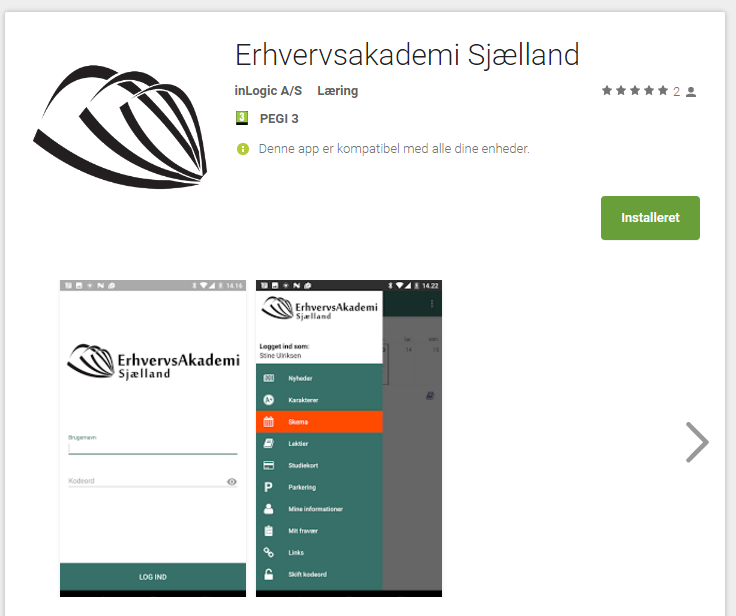 Erhvervsakademi Sjælland
inLogic A/S Læring
2
3 PEGI 3
Denne app er kompatibel med alle dine enheder.
Installeret
14.16
ErhvervsAkademi
Sjælland
Brugernavn
Kodeord
LOG IND
14.22
ErhvervsAkademi
Sjælland
Logget ind som:
Stine Ulriksen
Nyheder
A+ Karakterer
Skema
Lektier
Studiekort
P Parkering
Mine informationer
Mit fravær
Links
Skift kodeord